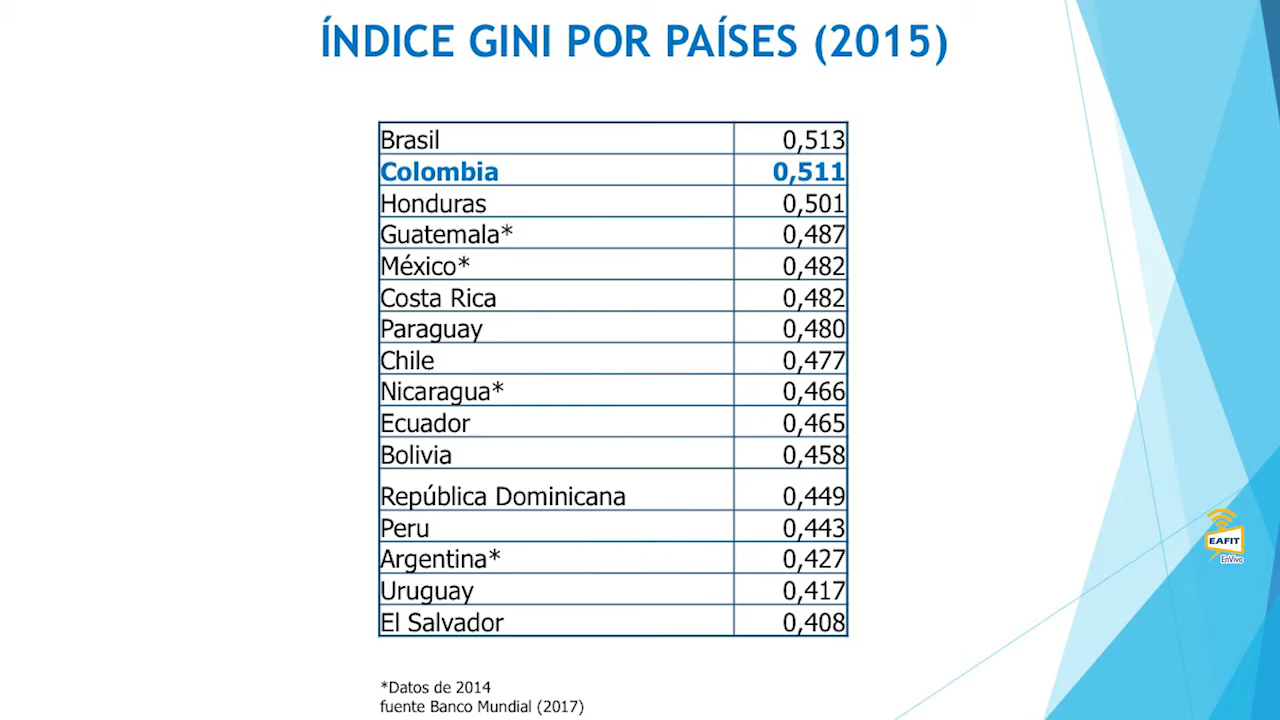 ÍNDICE GINI POR PAÍSES (2015)
Brasil 0,513
Colombia 0,511
Honduras 0,501
Guatemala* 0,487
México* 0,482
Costa Rica 0,482
Paraguay 0,480
Chile 0,477
Nicaragua* 0,466
Ecuador 0,465
Bolivia 0,458
República Dominicana 0,449
Peru 0,443
Argentina* 0,427
Uruguay 0,417
El Salvador 0,408
EAFIT
EnVivo
*Datos de 2014
fuente Banco Mundial (2017)